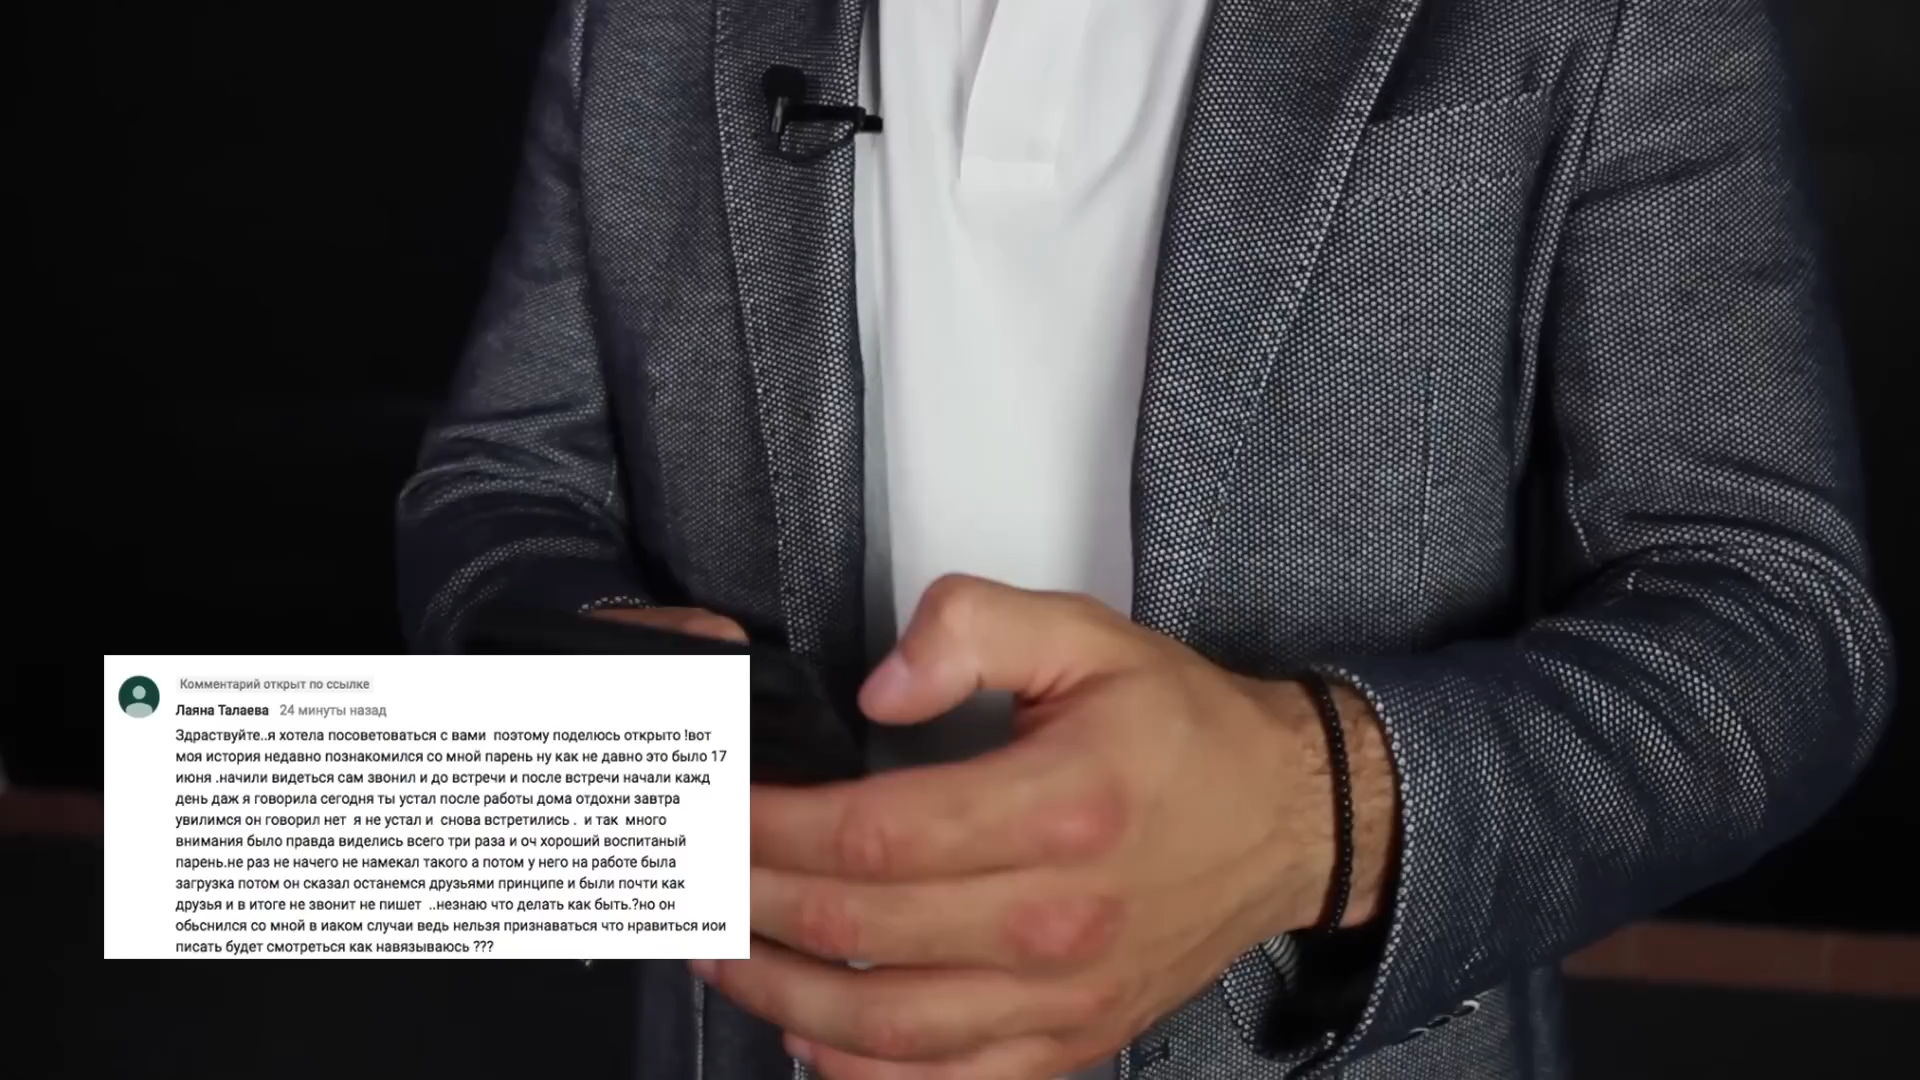 Комментарий открыт по ссылке
Лаяна Талаева 24 минуты назад
Здраствуйте..я хотела посоветоваться с вами поэтому поделюсь открыто !вот
моя история недавно познакомился со мной парень ну как не давно это было 17
июня .начили видеться сам звонил и до встречи и после встречи начали кажд
день даж я говорила сегодня ты устал после работы дома отдохни завтра
увилимся он говорил нет я не устал и снова встретились . и так много
внимания было правда виделись всего три раза и оч хороший воспитаный
парень.не раз не начего не намекал такого а потом у него на работе была
загрузка потом он сказал останемся друзьями принципе и были почти как
друзья и в итоге не звонит не пишет ..незнаю что делать как быть.?но он
обьснился со мной в иаком случаи ведь нельзя признаваться что нравиться иои
писать будет смотреться как навязываюсь ???